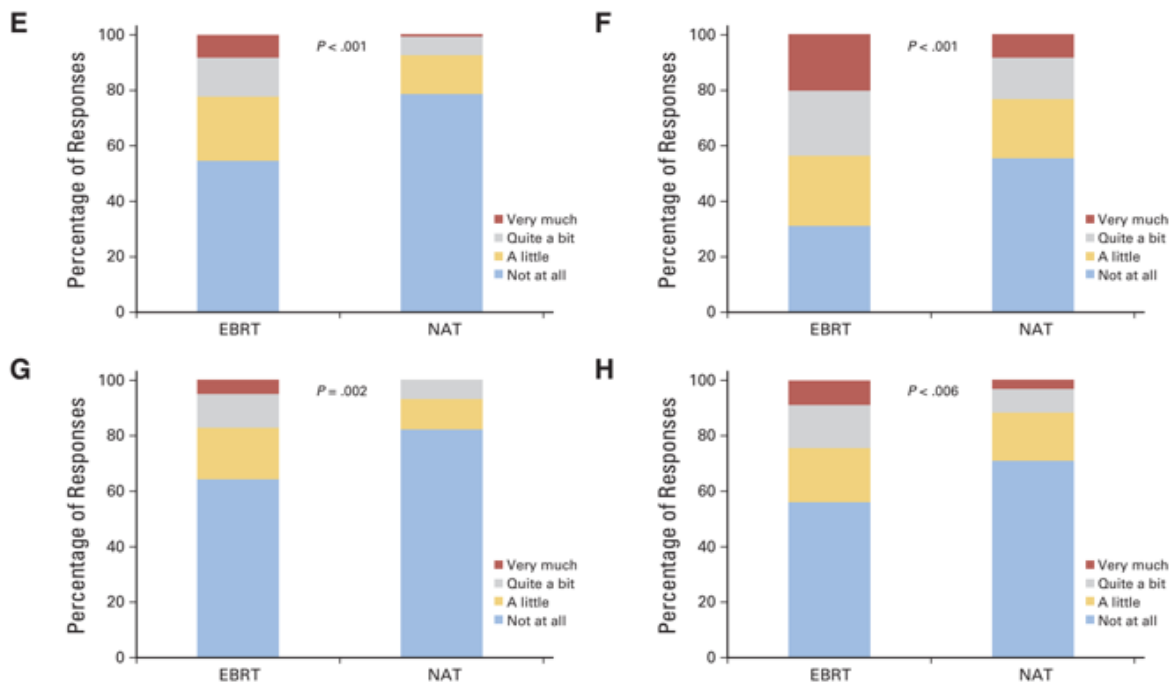 E
Percentage of Responses
100
80
60
40
20
0
P < .001
Very much
Quite a bit
A little
Not at all
EBRT
NAT
F
Percentage of Responses
100
80
60
40
20
0
P < .001
Very much
Quite a bit
A little
Not at all
EBRT
NAT
G
Percentage of Responses
100
80
60
40
20
0
P = .002
Very much
Quite a bit
A little
Not at all
EBRT
NAT
H
Percentage of Responses
100
80
60
40
20
0
P < .006
Very much
Quite a bit
A little
Not at all
EBRT
NAT